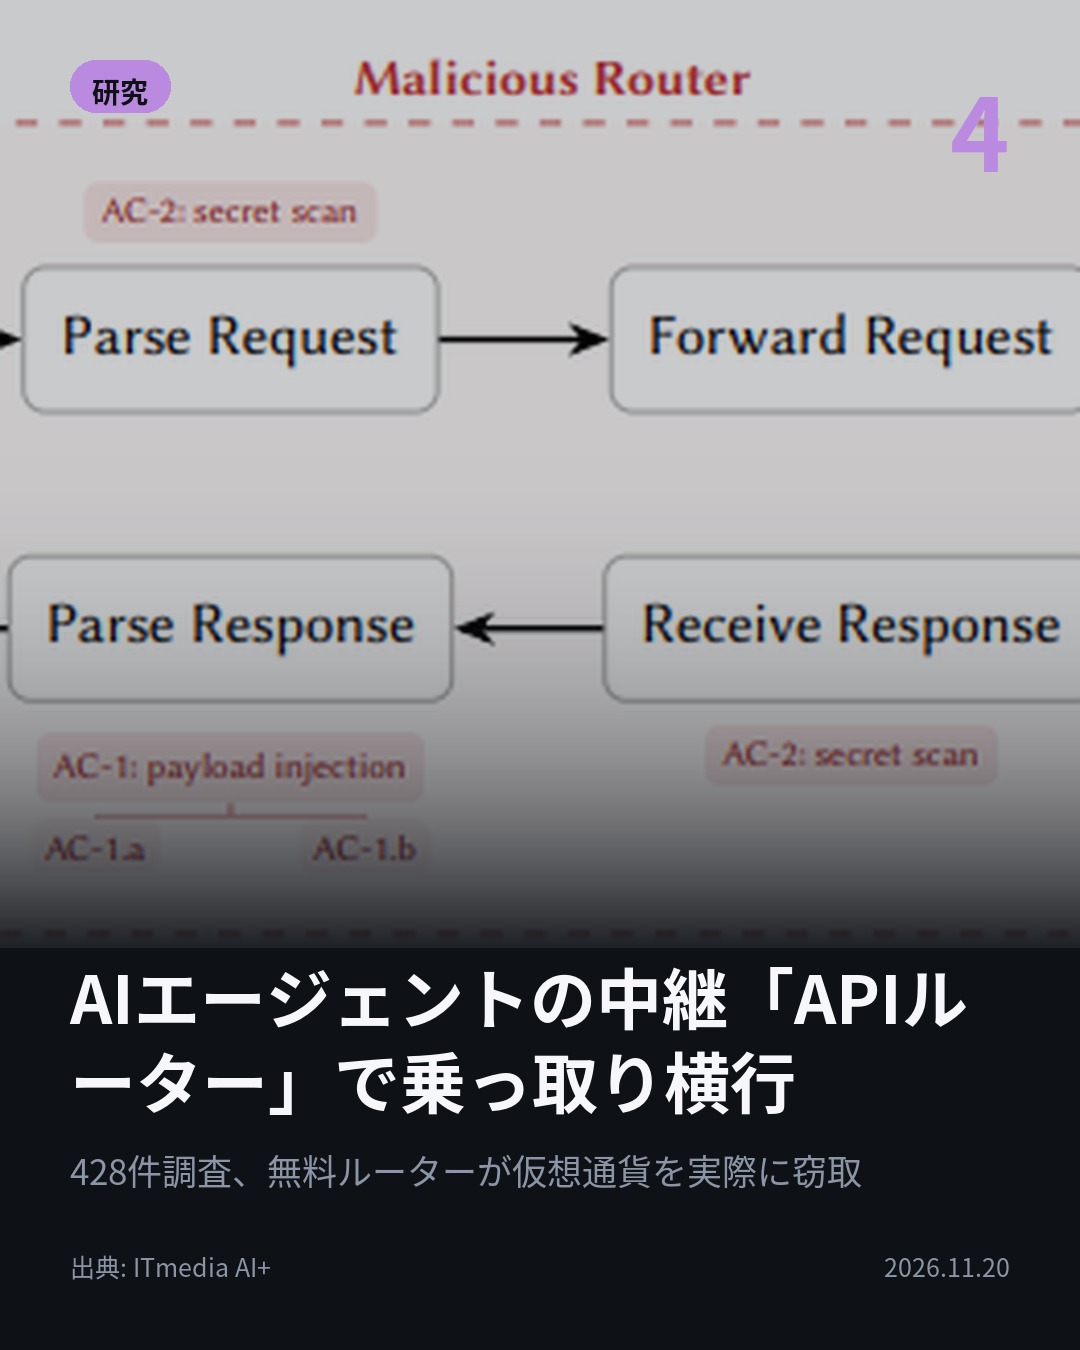 研究
Malicious Router
4
AC-2: secret scan
Parse Request
Forward Request
Parse Response
Receive Response
AC-1: payload injection
AC-2: secret scan
AC-1.a
AC-1.b
AIエージェントの中継「APIル
ーター」で乗っ取り横行
428件調査、無料ルーターが仮想通貨を実際に窃取
出典: ITmedia AI+
2026.11.20